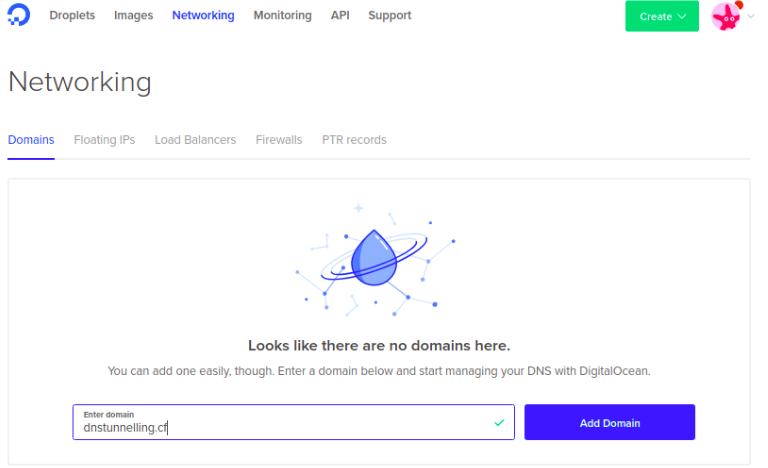 Droplets Images Networking Monitoring API Support Create
Networking
Domains Floating IPs Load Balancers Firewalls PTR records
Looks like there are no domains here.
You can add one easily, though. Enter a domain below and start managing your DNS with DigitalOcean.
Enter domain
dnstunnelling.cf
Add Domain